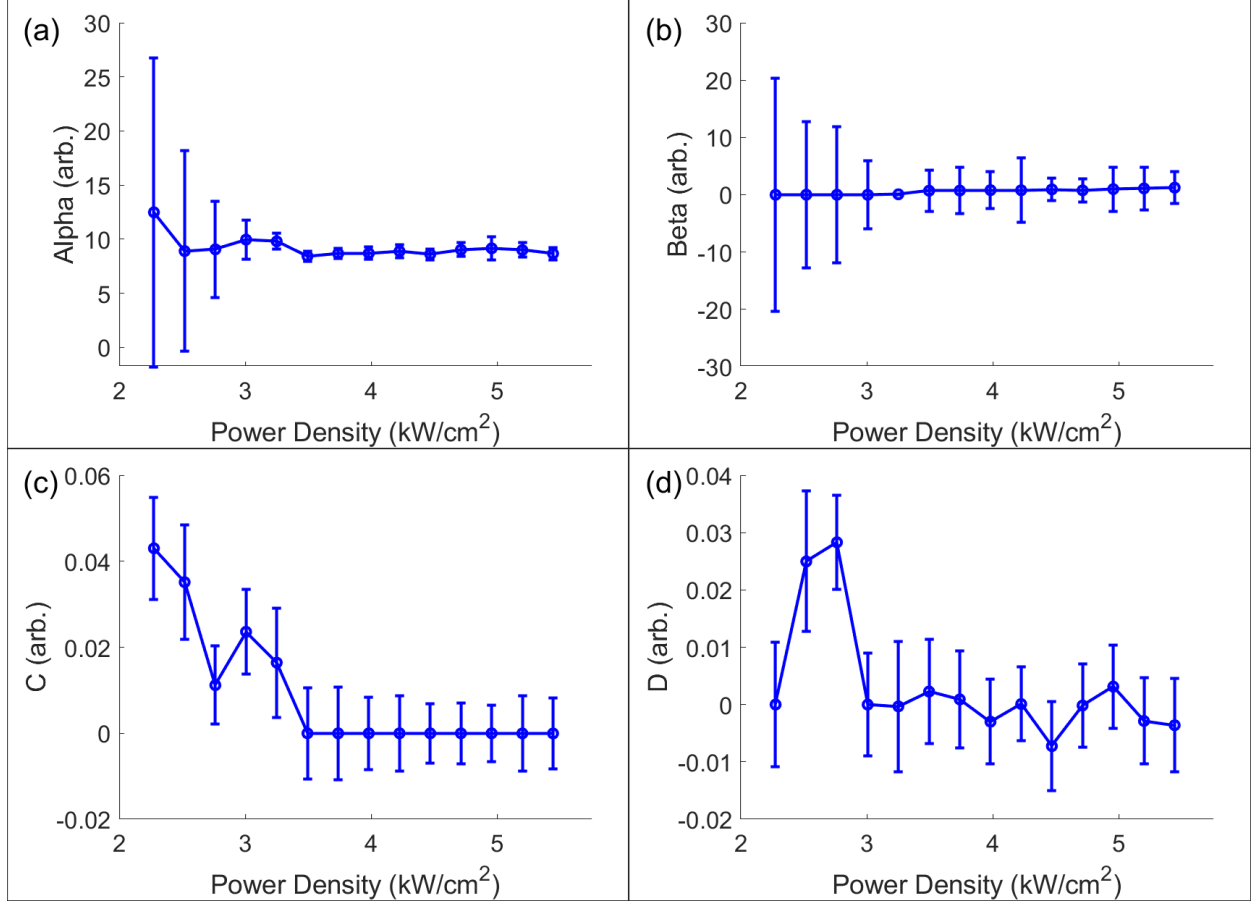 (a)
30
25
20
15
10
5
0
Alpha (arb.)
2 3 4 5
Power Density (kW/cm²)
(b)
30
20
10
0
-10
-20
-30
Beta (arb.)
2 3 4 5
Power Density (kW/cm²)
(c)
0.06
0.04
0.02
0
-0.02
C (arb.)
2 3 4 5
Power Density (kW/cm²)
(d)
0.04
0.03
0.02
0.01
0
-0.01
-0.02
D (arb.)
2 3 4 5
Power Density (kW/cm²)